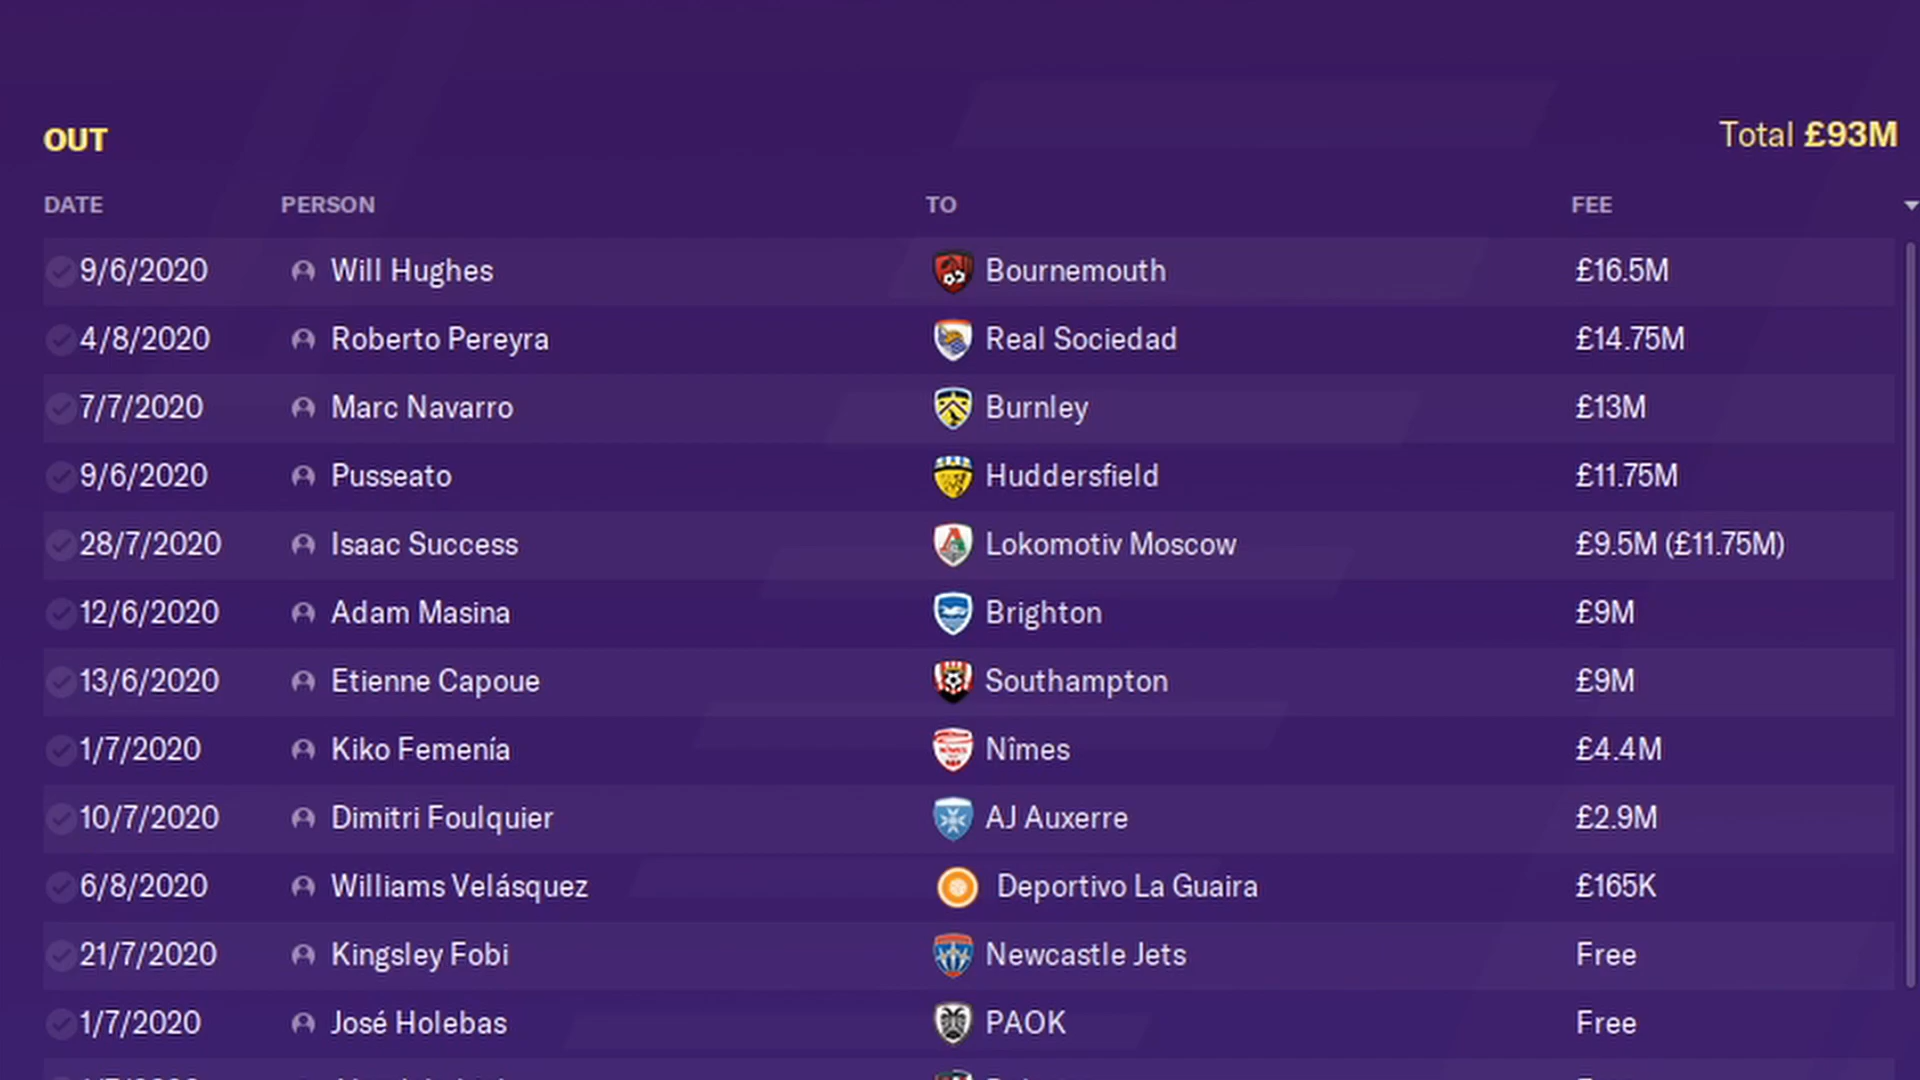 OUT
Total £93M
DATE PERSON TO FEE
9/6/2020 Will Hughes Bournemouth £16.5M
4/8/2020 Roberto Pereyra Real Sociedad £14.75M
7/7/2020 Marc Navarro Burnley £13M
9/6/2020 Pusseato Huddersfield £11.75M
28/7/2020 Isaac Success Lokomotiv Moscow £9.5M (£11.75M)
12/6/2020 Adam Masina Brighton £9M
13/6/2020 Etienne Capoue Southampton £9M
1/7/2020 Kiko Femenía Nîmes £4.4M
10/7/2020 Dimitri Foulquier AJ Auxerre £2.9M
6/8/2020 Williams Velásquez Deportivo La Guaira £165K
21/7/2020 Kingsley Fobi Newcastle Jets Free
1/7/2020 José Holebas PAOK Free